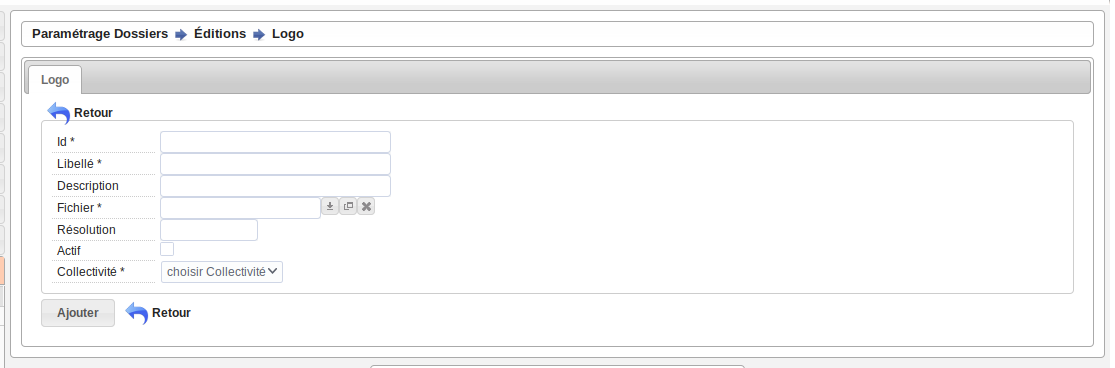 Paramétrage Dossiers Éditions Logo
Logo
Retour
Id *
Libellé *
Description
Fichier *
Résolution
Actif
Collectivité * choisir Collectivité
Ajouter Retour